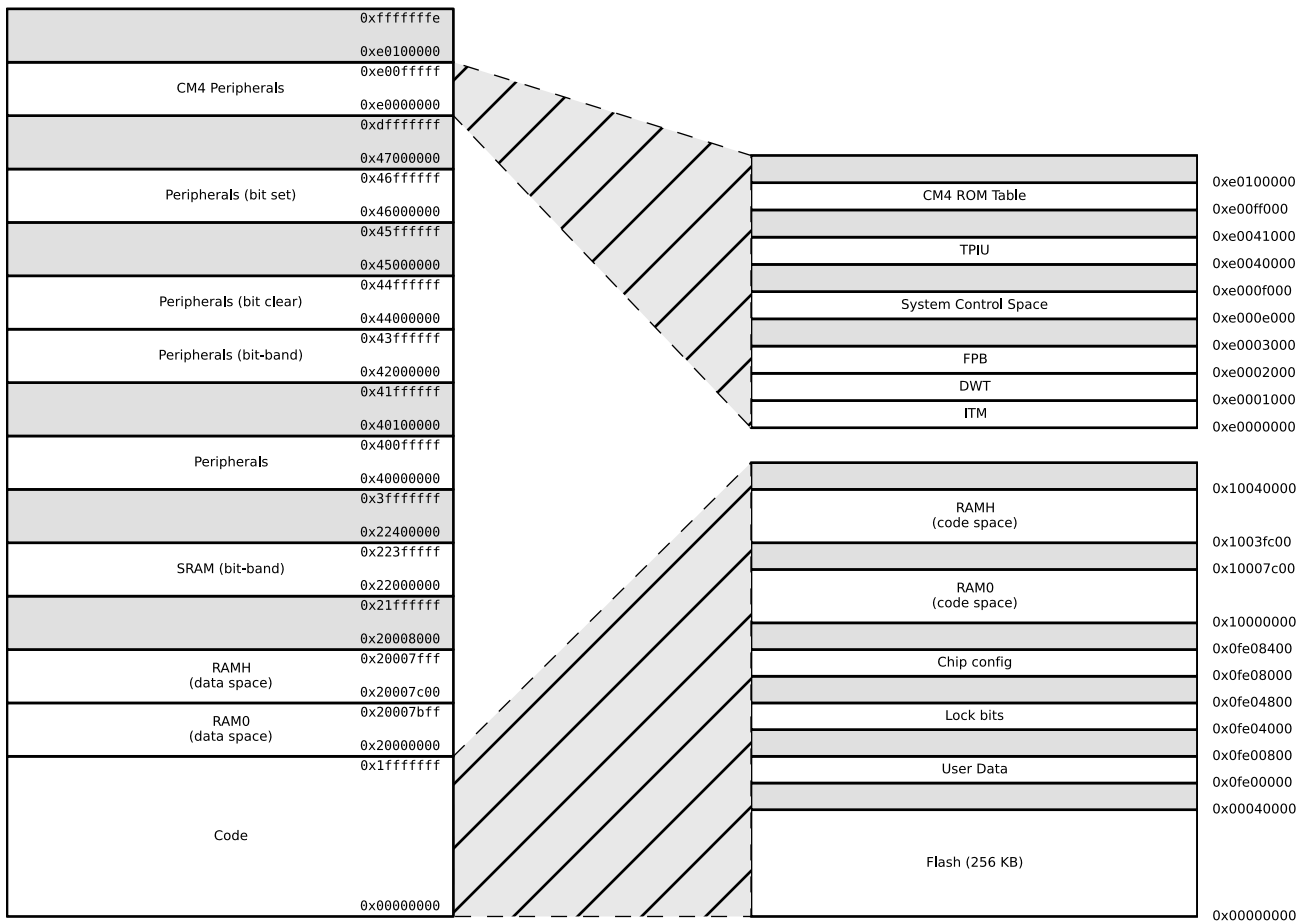 0xfffffffe
0xe0100000
0xe00fffff
CM4 Peripherals
0xe0000000
0xdfffffff
0x47000000
0x46ffffff
Peripherals (bit set)
0x46000000
0x45ffffff
0x45000000
0x44ffffff
Peripherals (bit clear)
0x44000000
0x43ffffff
Peripherals (bit-band)
0x42000000
0x41ffffff
0x40100000
0x400fffff
Peripherals
0x40000000
0x3fffffff
0x22400000
0x223fffff
SRAM (bit-band)
0x22000000
0x21ffffff
0x20008000
0x20007fff
RAMH
(data space)
0x20007c00
0x20007bff
RAM0
(data space)
0x20000000
0x1fffffff
Code
0x00000000
0xe0100000
CM4 ROM Table
0xe00ff000
0xe0041000
TPIU
0xe0040000
0xe000f000
System Control Space
0xe000e000
0xe0003000
FPB
0xe0002000
DWT
0xe0001000
ITM
0xe0000000
0x10040000
RAMH
(code space)
0x1003fc00
0x10007c00
RAM0
(code space)
0x10000000
0x0fe08400
Chip config
0x0fe08000
0x0fe04800
Lock bits
0x0fe04000
0x0fe00800
User Data
0x0fe00000
0x00040000
Flash (256 KB)
0x00000000